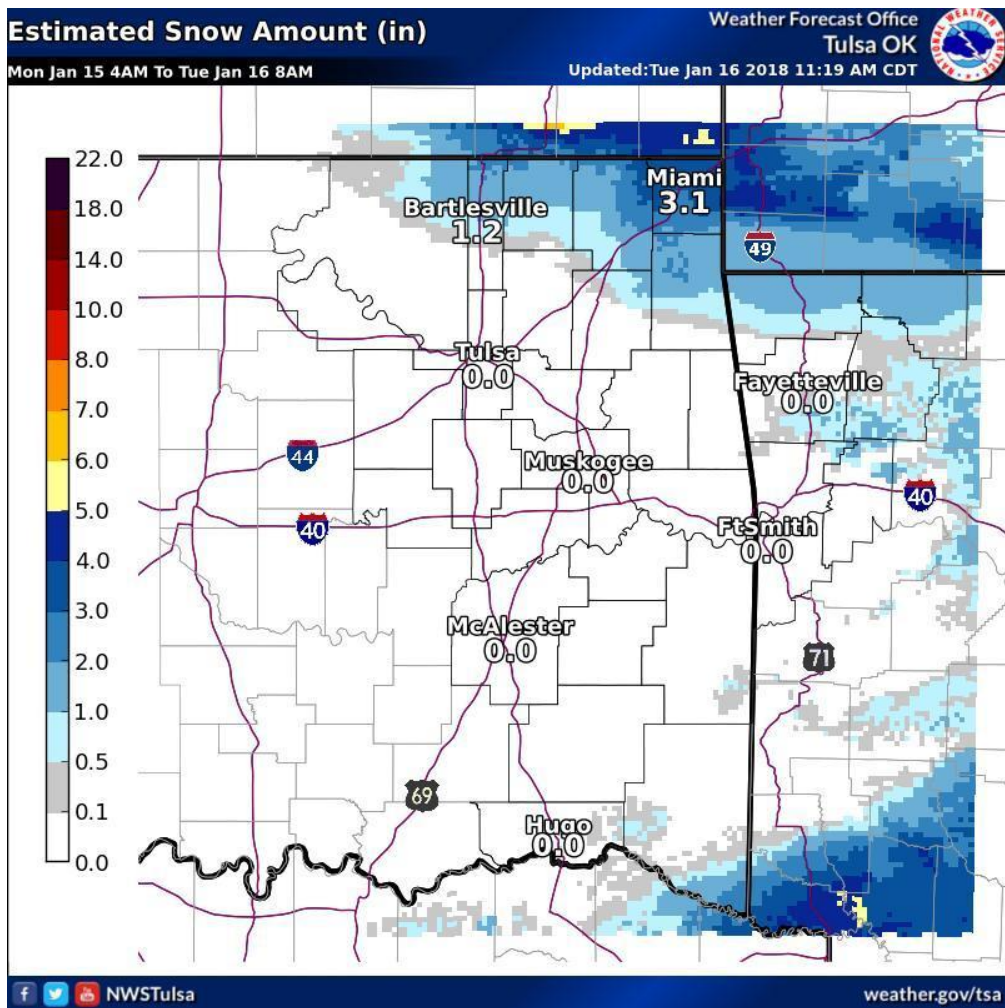 Estimated Snow Amount (in)
Weather Forecast Office
Tulsa OK
Mon Jan 15 4AM To Tue Jan 16 8AM
Updated:Tue Jan 16 2018 11:19 AM CDT
22.0
18.0
14.0
10.0
8.0
7.0
6.0
5.0
4.0
3.0
2.0
1.0
0.5
0.1
0.0
Miami
3.1
Bartlesville
1.2
49
Tulsa
0.0
Fayetteville
0.0
44
Muskogee
0.0
40
40
FtSmith
0.0
McAlester
0.0
71
69
Hugo
0.0
NWSTulsa
weather.gov/tsa